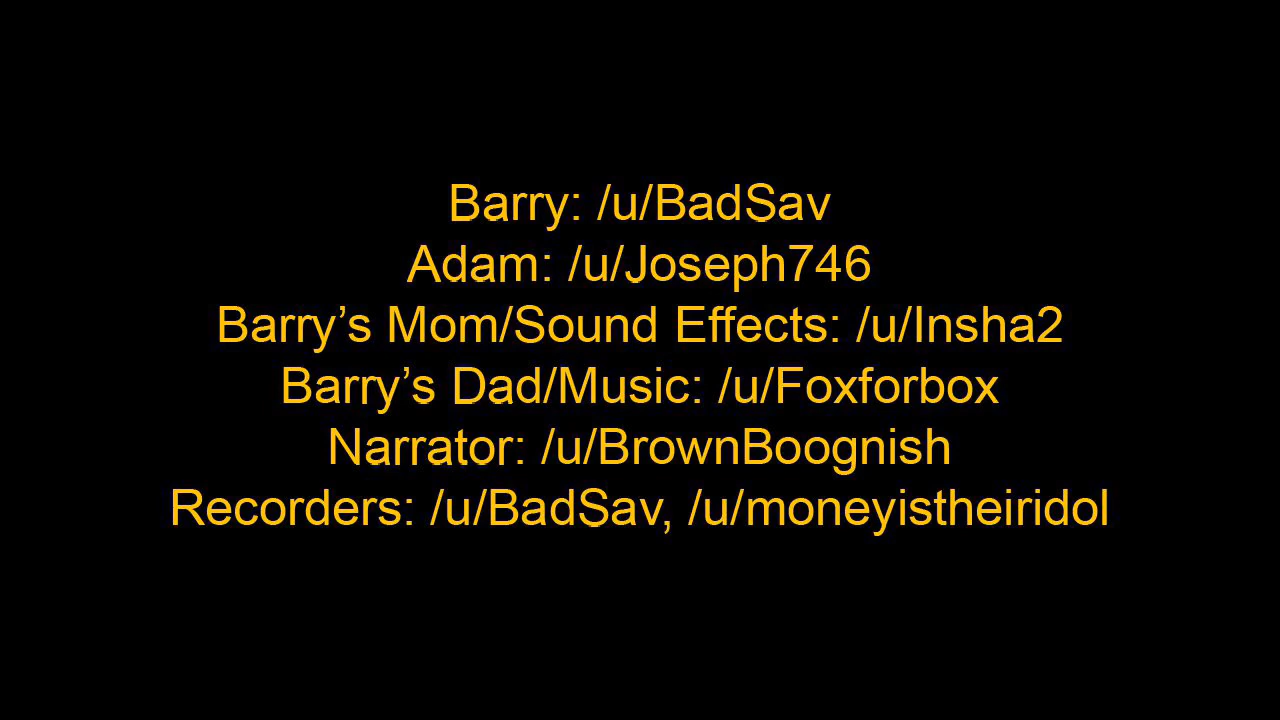 Barry: /u/BadSav
Adam: /u/Joseph746
Barry’s Mom/Sound Effects: /u/Insha2
Barry’s Dad/Music: /u/Foxforbox
Narrator: /u/BrownBoognish
Recorders: /u/BadSav, /u/moneyistheiridol